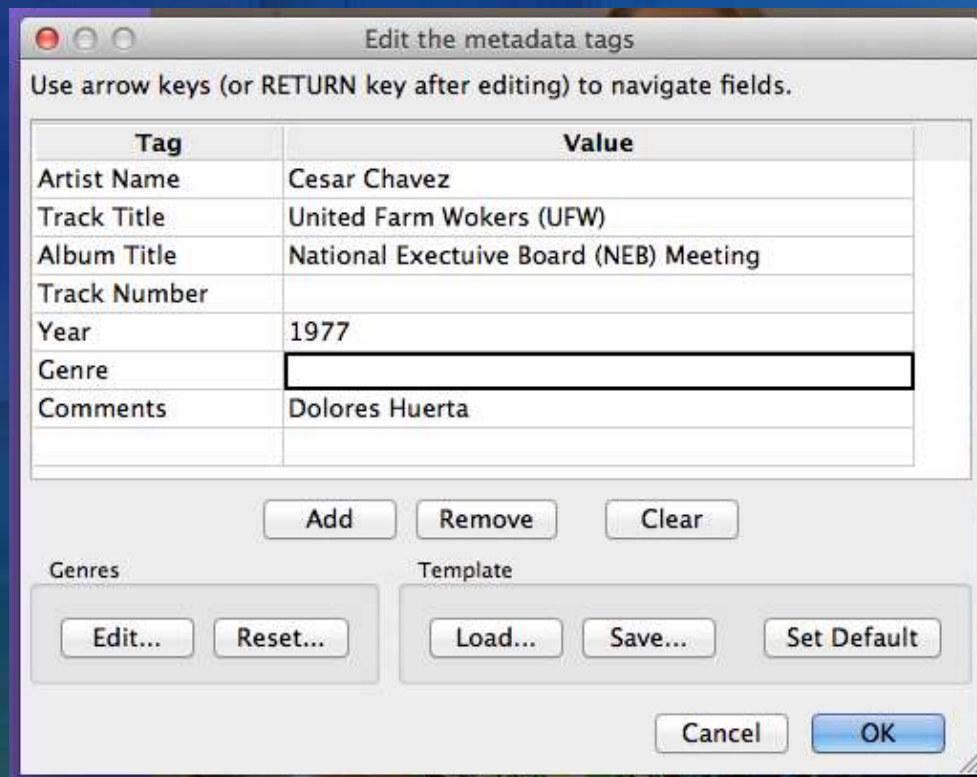 Edit the metadata tags
Use arrow keys (or RETURN key after editing) to navigate fields.
Tag Value
Artist Name Cesar Chavez
Track Title United Farm Wokers (UFW)
Album Title National Exectuive Board (NEB) Meeting
Track Number
Year 1977
Genre
Comments Dolores Huerta
Add Remove Clear
Genres Template
Edit... Reset... Load... Save... Set Default
Cancel OK